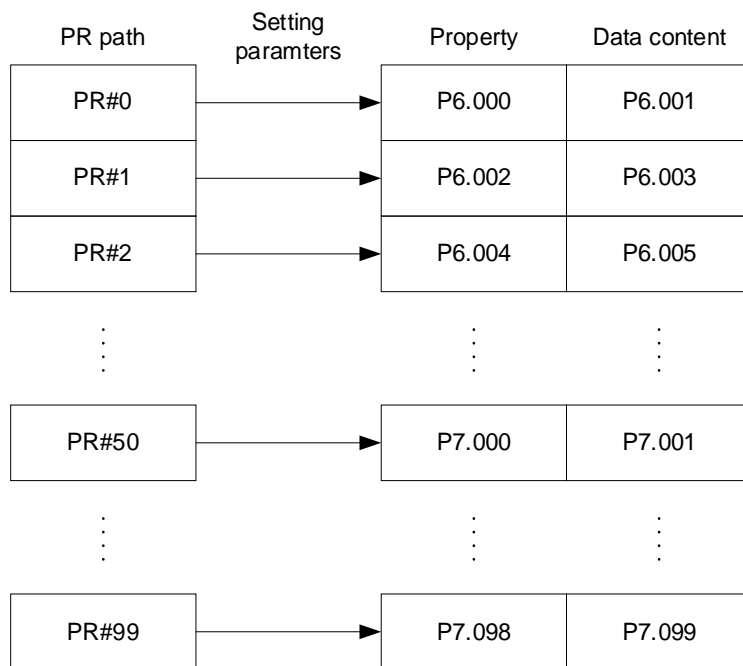 PR path Setting paramters Property Data content
PR#0 P6.000 P6.001
PR#1 P6.002 P6.003
PR#2 P6.004 P6.005
PR#50 P7.000 P7.001
PR#99 P7.098 P7.099